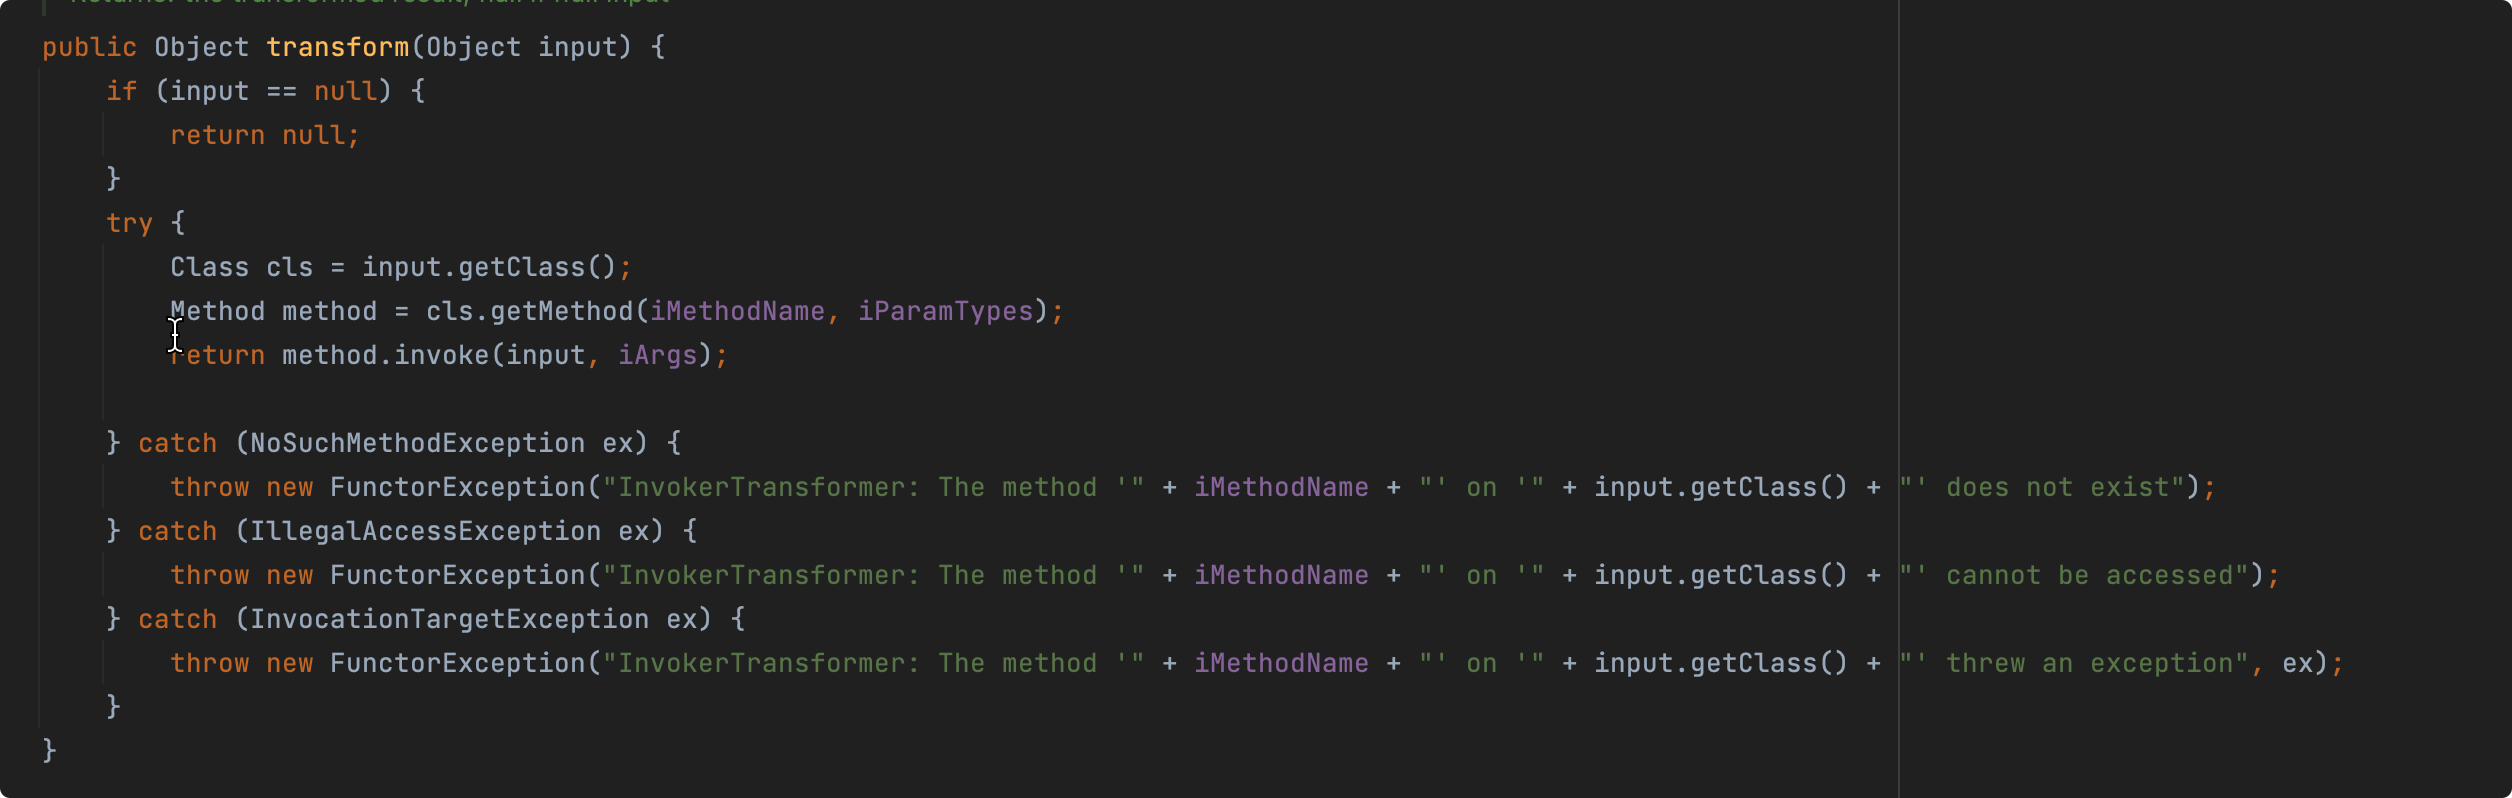 public Object transform(Object input) {
if (input == null) {
return null;
}
try {
Class cls = input.getClass();
Method method = cls.getMethod(iMethodName, iParamTypes);
return method.invoke(input, iArgs);
} catch (NoSuchMethodException ex) {
throw new FunctorException("InvokerTransformer: The method '" + iMethodName + "' on '" + input.getClass() + "' does not exist");
} catch (IllegalAccessException ex) {
throw new FunctorException("InvokerTransformer: The method '" + iMethodName + "' on '" + input.getClass() + "' cannot be accessed");
} catch (InvocationTargetException ex) {
throw new FunctorException("InvokerTransformer: The method '" + iMethodName + "' on '" + input.getClass() + "' threw an exception", ex);
}
}